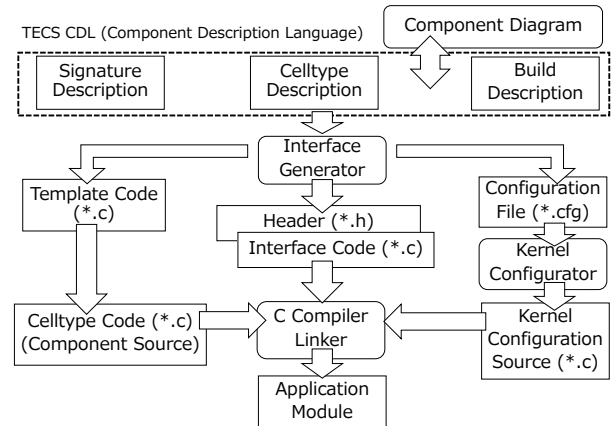 TECS CDL (Component Description Language)
Component Diagram
Signature
Description
Celltype
Description
Build
Description
Interface
Generator
Template Code
(*.c)
Header (*.h)
Interface Code (*.c)
Configuration
File (*.cfg)
Kernel
Configurator
Celltype Code (*.c)
(Component Source)
C Compiler
Linker
Kernel
Configuration
Source (*.c)
Application
Module